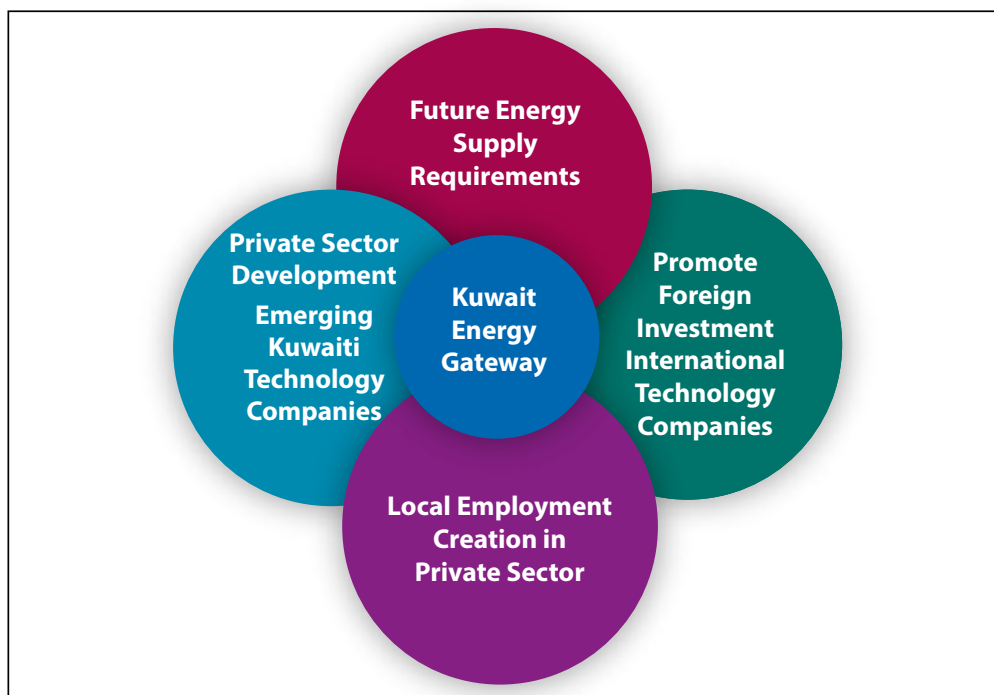 Future Energy
Supply
Requirements
Private Sector
Development
Emerging
Kuwaiti
Technology
Companies
Kuwait
Energy
Gateway
Promote
Foreign
Investment
International
Technology
Companies
Local Employment
Creation in
Private Sector